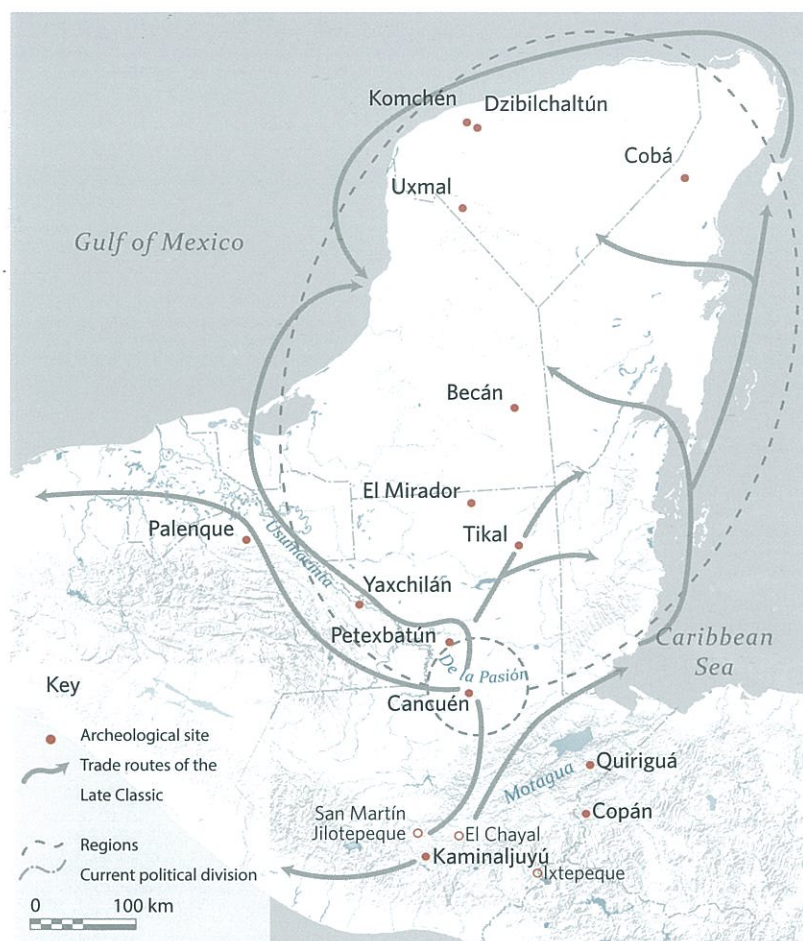 Komchén
Dzibilchaltún
Cobá
Uxmal
Gulf of Mexico
Becán
El Mirador
Tikal
Palenque
Usumacinta
Yaxchilán
Petexbatún
De la Pasión
Caribbean
Sea
Cancuén
Key
Archeological site
Trade routes of the
Late Classic
Regions
Current political division
0 100 km
Motagua
Quiriguá
San Martín
Jilotepeque
El Chayal
Copán
Kaminaljuyú
Ixtepeque